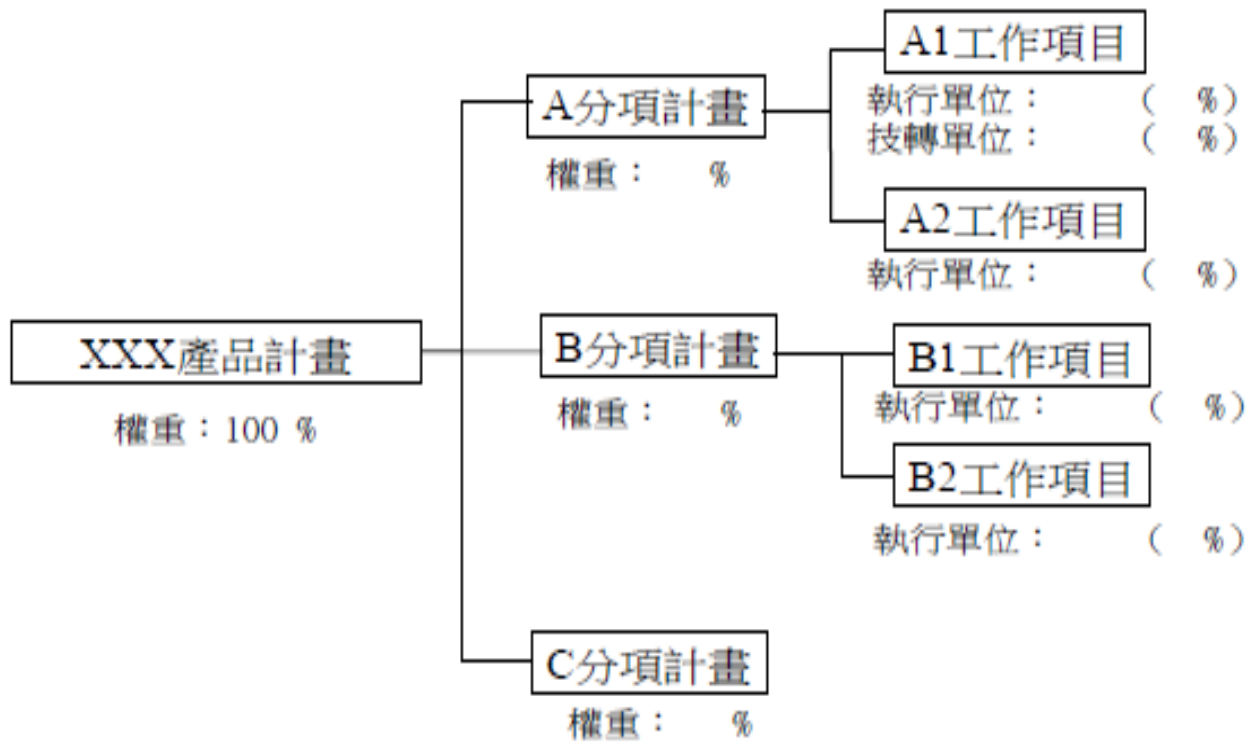 XXX產品計畫
權重：100 %
A分項計畫
權重： %
A1工作項目
執行單位： ( %)
技轉單位： ( %)
A2工作項目
執行單位： ( %)
B分項計畫
權重： %
B1工作項目
執行單位： ( %)
B2工作項目
執行單位： ( %)
C分項計畫
權重： %